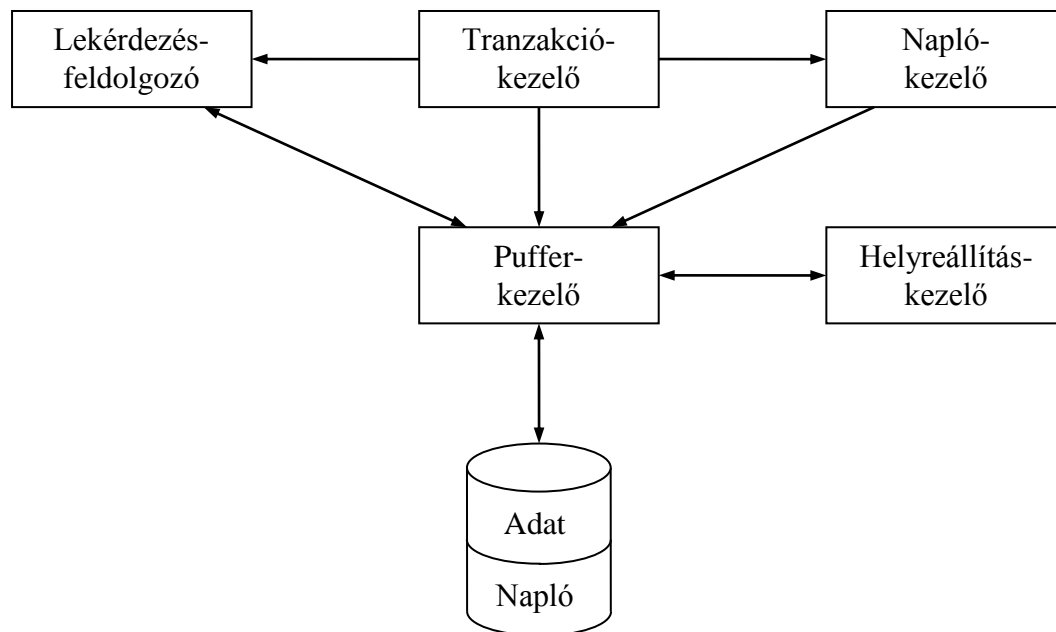 Lekérdezés-
feldolgozó
Tranzakció-
kezelő
Napló-
kezelő
Puffer-
kezelő
Helyreállítás-
kezelő
Adat
Napló